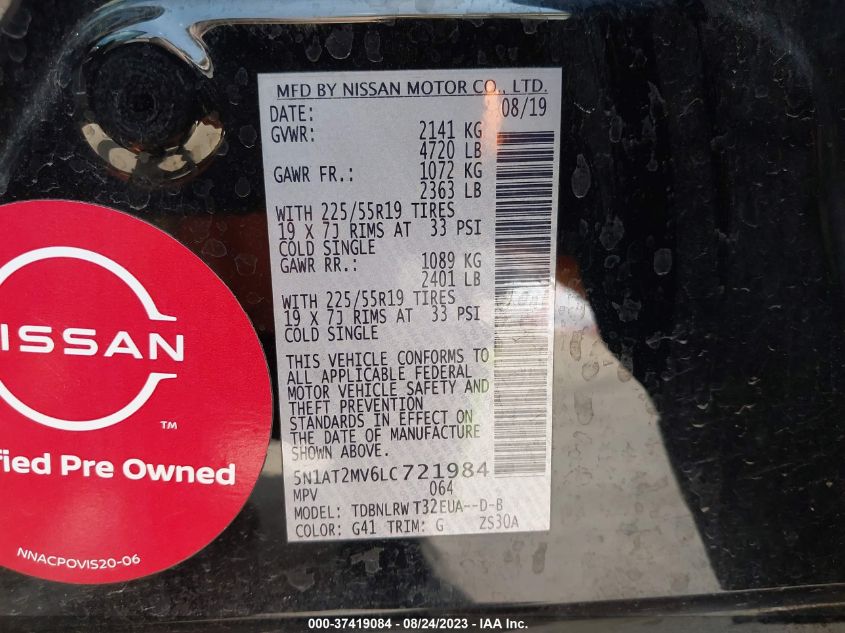 MFD BY NISSAN MOTOR CO., LTD.
DATE: 08/19
GVWR: 2141 KG
4720 LB
GAWR FR.: 1072 KG
2363 LB
WITH 225/55R19 TIRES
19 X 7J RIMS AT 33 PSI
COLD SINGLE
GAWR RR.: 1089 KG
2401 LB
WITH 225/55R19 TIRES
19 X 7J RIMS AT 33 PSI
COLD SINGLE
THIS VEHICLE CONFORMS TO
ALL APPLICABLE FEDERAL
MOTOR VEHICLE SAFETY AND
THEFT PREVENTION
STANDARDS IN EFFECT ON
THE DATE OF MANUFACTURE
SHOWN ABOVE.
5N1AT2MV6LC721984
MPV 064
MODEL: TDBNLRW T32EUA--D-B
COLOR: G41 TRIM: G ZS30A
ISSAN
TM
fied Pre Owned
NNACPOVIS20-06
000-37419084 - 08/24/2023 - IAA Inc.